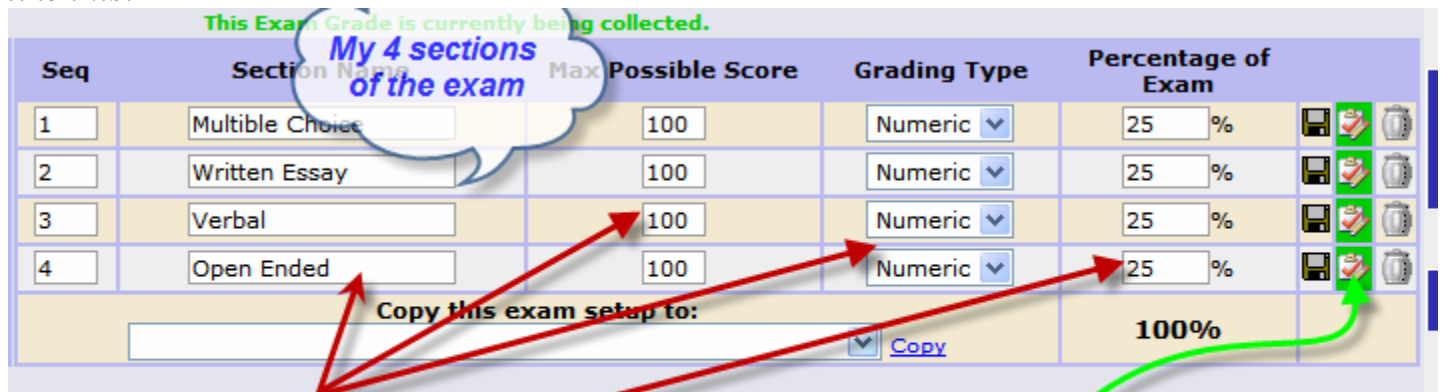 This Exam Grade is currently being collected.
My 4 sections
of the exam
Seq Section Name Max Possible Score Grading Type Percentage of
Exam
1 Multible Choice 100 Numeric 25 %
2 Written Essay 100 Numeric 25 %
3 Verbal 100 Numeric 25 %
4 Open Ended 100 Numeric 25 %
Copy this exam setup to:
Copy 100%